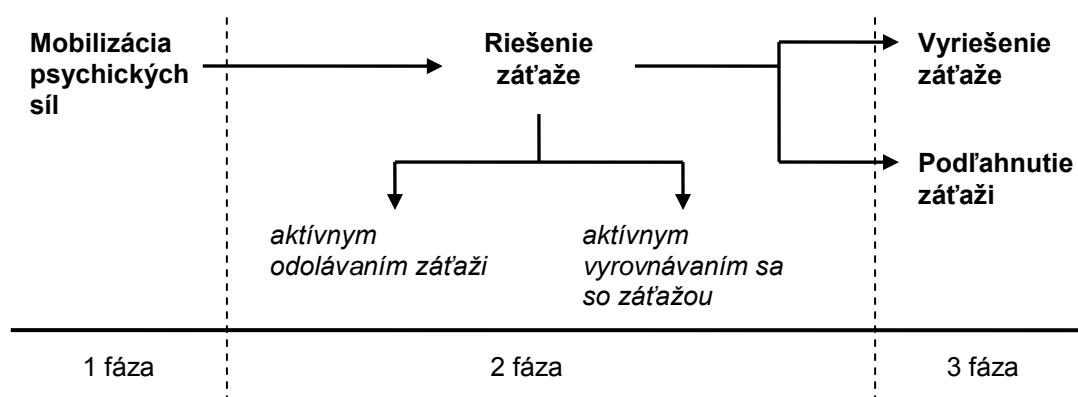 Mobilizácia
psychických
síl
Riešenie
záťaže
Vyriešenie
záťaže
Podľahnutie
záťaži
aktívnym
odolávaním záťaži
aktívnym
vyrovnávaním sa
so záťažou
1 fáza
2 fáza
3 fáza